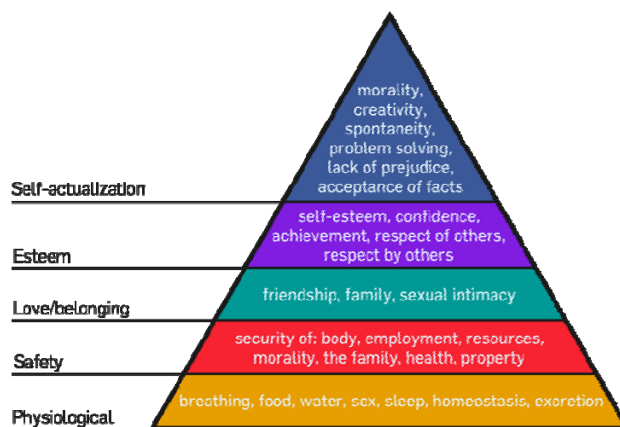 morality,
creativity,
spontaneity,
problem solving,
lack of prejudice,
acceptance of facts
Self-actualization
self-esteem, confidence,
achievement, respect of others,
respect by others
Esteem
friendship, family, sexual intimacy
Love/belonging
security of: body, employment, resources,
morality, the family, health, property
Safety
breathing, food, water, sex, sleep, homeostasis, excretion
Physiological